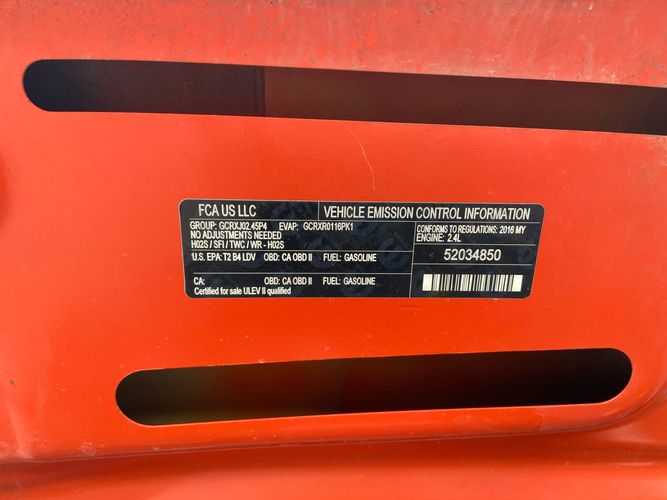 FCA US LLC
VEHICLE EMISSION CONTROL INFORMATION
GROUP: GCRXJ02.45P4 EVAP: GCRXR0116PK1
NO ADJUSTMENTS NEEDED
H02S / SFI / TWC / WR - H02S
CONFORMS TO REGULATIONS: 2016 MY
ENGINE: 2.4L
U.S. EPA: T2 B4 LDV OBD: CA OBD II FUEL: GASOLINE
52034850
CA: OBD: CA OBD II FUEL: GASOLINE
Certified for sale ULEV II qualified